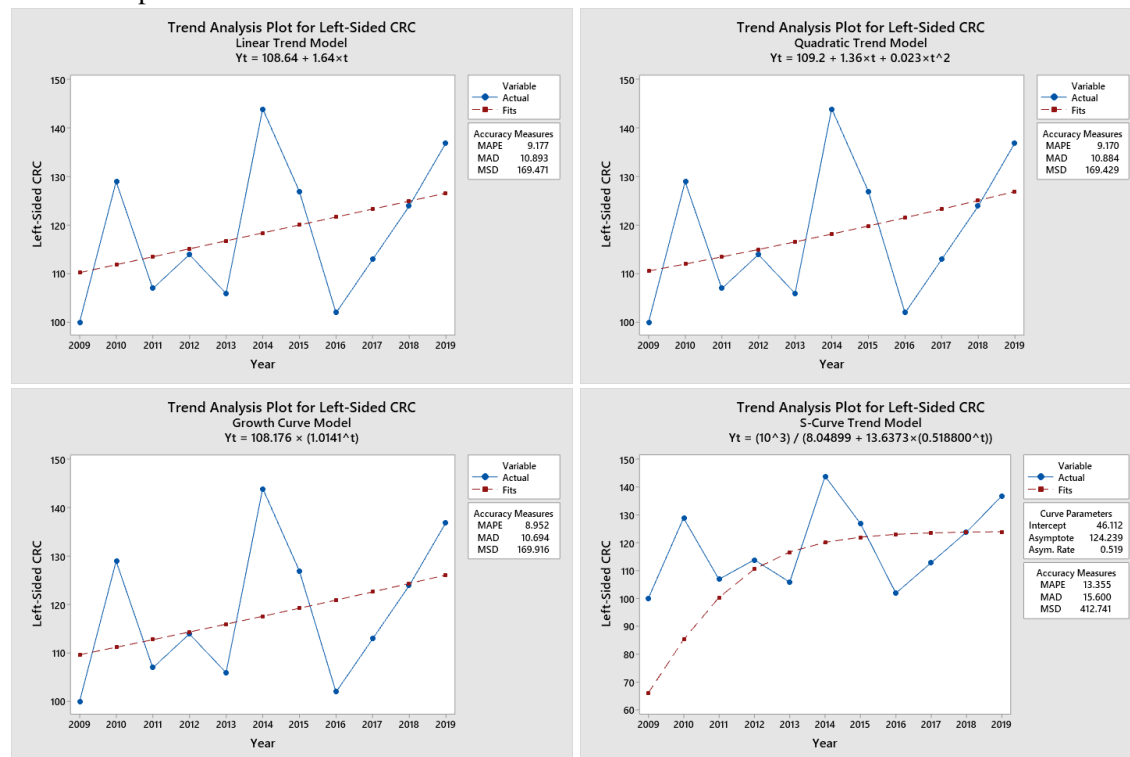 Trend Analysis Plot for Left-Sided CRC
Linear Trend Model
Yt = 108.64 + 1.64×t
150
140
130
120
110
100
Left-Sided CRC
2009 2010 2011 2012 2013 2014 2015 2016 2017 2018 2019
Year
Variable
Actual
Fits
Accuracy Measures
MAPE 9.177
MAD 10.893
MSD 169.471
Trend Analysis Plot for Left-Sided CRC
Quadratic Trend Model
Yt = 109.2 + 1.36×t + 0.023×t^2
150
140
130
120
110
100
Left-Sided CRC
2009 2010 2011 2012 2013 2014 2015 2016 2017 2018 2019
Year
Variable
Actual
Fits
Accuracy Measures
MAPE 9.170
MAD 10.884
MSD 169.429
Trend Analysis Plot for Left-Sided CRC
Growth Curve Model
Yt = 108.176 × (1.0141^t)
150
140
130
120
110
100
Left-Sided CRC
2009 2010 2011 2012 2013 2014 2015 2016 2017 2018 2019
Year
Variable
Actual
Fits
Accuracy Measures
MAPE 8.952
MAD 10.694
MSD 169.916
Trend Analysis Plot for Left-Sided CRC
S-Curve Trend Model
Yt = (10^3) / (8.04899 + 13.6373×(0.518800^t))
150
140
130
120
110
100
90
80
70
60
Left-Sided CRC
2009 2010 2011 2012 2013 2014 2015 2016 2017 2018 2019
Year
Variable
Actual
Fits
Curve Parameters
Intercept 46.112
Asymptote 124.239
Asym. Rate 0.519
Accuracy Measures
MAPE 13.355
MAD 15.600
MSD 412.741